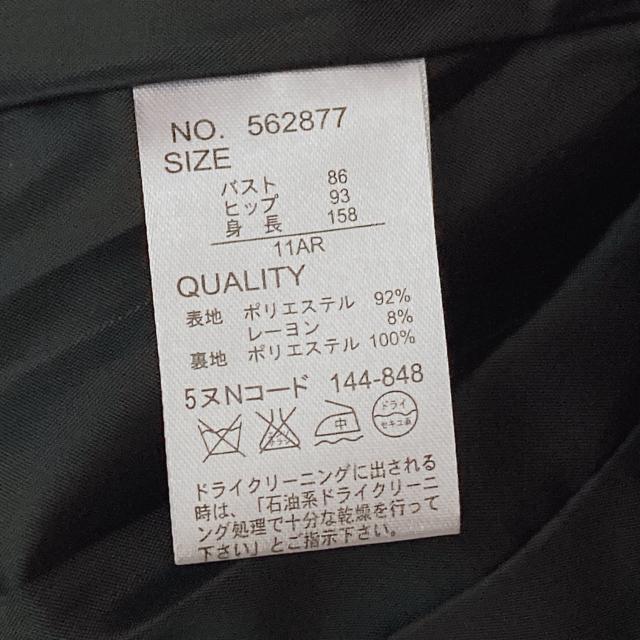 NO. 562877
SIZE
バスト 86
ヒップ 93
身長 158
11AR
QUALITY
表地 ポリエステル 92%
レーヨン 8%
裏地 ポリエステル 100%
5ヌNコード 144-848
中 ドライ
セキユ系
ドライクリーニングに出される
時は、「石油系ドライクリーニ
ング処理で十分な乾燥を行って
下さい」とご指示下さい。